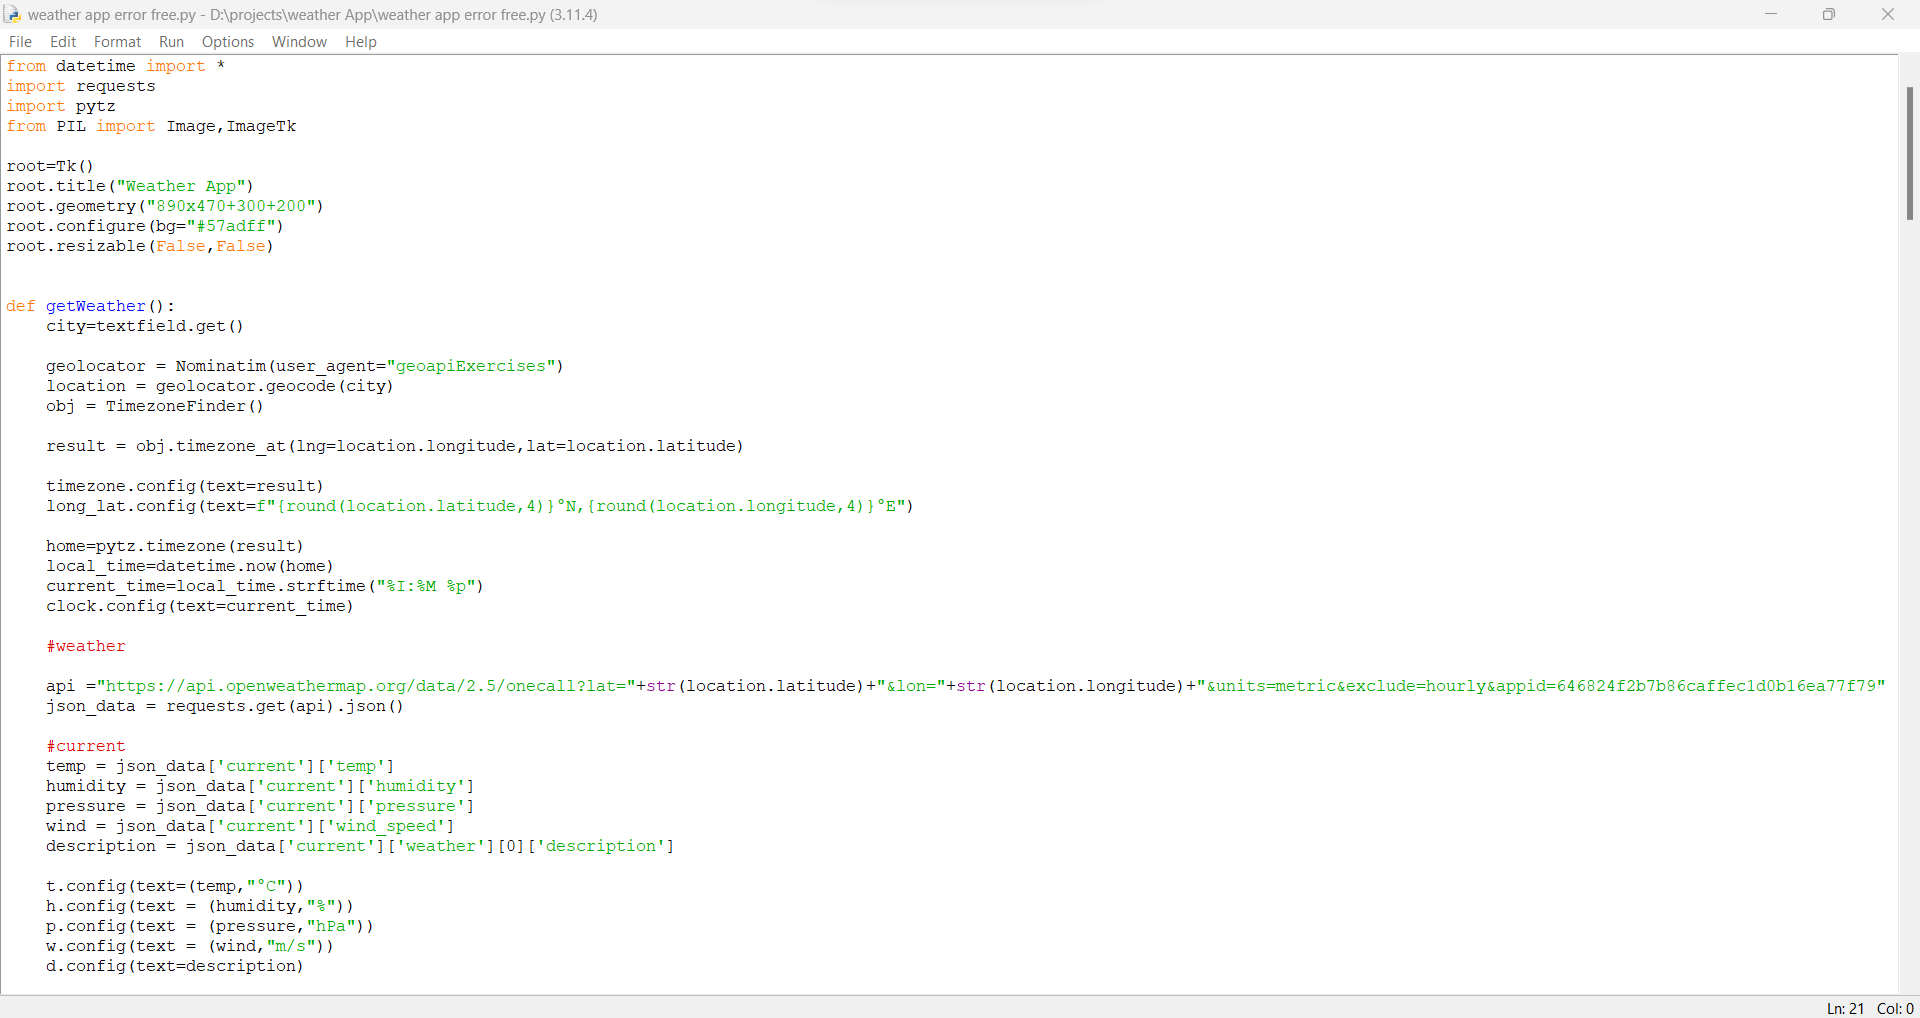 weather app error free.py - D:\projects\weather App\weather app error free.py (3.11.4)
File Edit Format Run Options Window Help
from datetime import *
import requests
import pytz
from PIL import Image,ImageTk

root=Tk()
root.title("Weather App")
root.geometry("890x470+300+200")
root.configure(bg="#57adff")
root.resizable(False,False)


def getWeather():
    city=textfield.get()

    geolocator = Nominatim(user_agent="geoapiExercises")
    location = geolocator.geocode(city)
    obj = TimezoneFinder()

    result = obj.timezone_at(lng=location.longitude,lat=location.latitude)

    timezone.config(text=result)
    long_lat.config(text=f"{round(location.latitude,4)}°N,{round(location.longitude,4)}°E")

    home=pytz.timezone(result)
    local_time=datetime.now(home)
    current_time=local_time.strftime("%I:%M %p")
    clock.config(text=current_time)

    #weather

    api ="https://api.openweathermap.org/data/2.5/onecall?lat="+str(location.latitude)+"&lon="+str(location.longitude)+"&units=metric&exclude=hourly&appid=646824f2b7b86caffec1d0b16ea77f79"
    json_data = requests.get(api).json()

    #current
    temp = json_data['current']['temp']
    humidity = json_data['current']['humidity']
    pressure = json_data['current']['pressure']
    wind = json_data['current']['wind_speed']
    description = json_data['current']['weather'][0]['description']

    t.config(text=(temp,"°C"))
    h.config(text = (humidity,"%"))
    p.config(text = (pressure,"hPa"))
    w.config(text = (wind,"m/s"))
    d.config(text=description)

Ln: 21 Col: 0